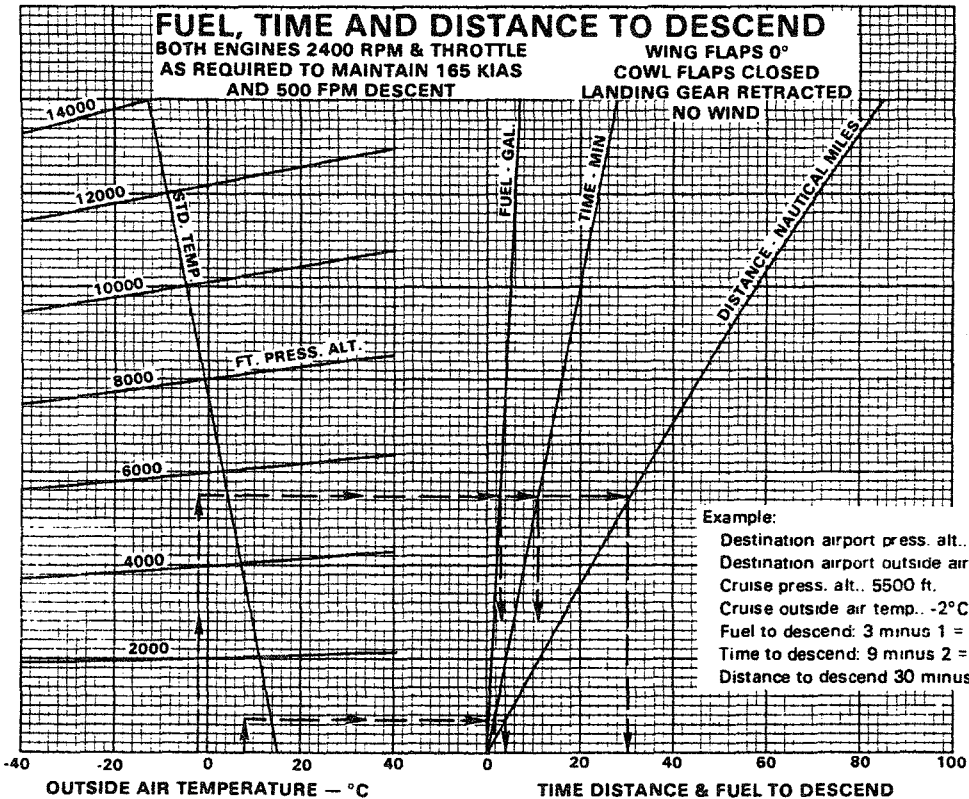 FUEL, TIME AND DISTANCE TO DESCEND
BOTH ENGINES 2400 RPM & THROTTLE
AS REQUIRED TO MAINTAIN 165 KIAS
AND 500 FPM DESCENT
WING FLAPS 0°
COWL FLAPS CLOSED
LANDING GEAR RETRACTED
NO WIND
14000
12000
STD. TEMP.
10000
FT. PRESS. ALT.
8000
6000
4000
2000
FUEL - GAL.
TIME - MIN
DISTANCE - NAUTICAL MILES
Example:
Destination airport press. alt..
Destination airport outside air
Cruise press. alt.. 5500 ft.
Cruise outside air temp.. -2°C
Fuel to descend: 3 minus 1 =
Time to descend: 9 minus 2 =
Distance to descend 30 minus
-40 -20 0 20 40 0 20 40 60 80 100
OUTSIDE AIR TEMPERATURE — °C
TIME DISTANCE & FUEL TO DESCEND